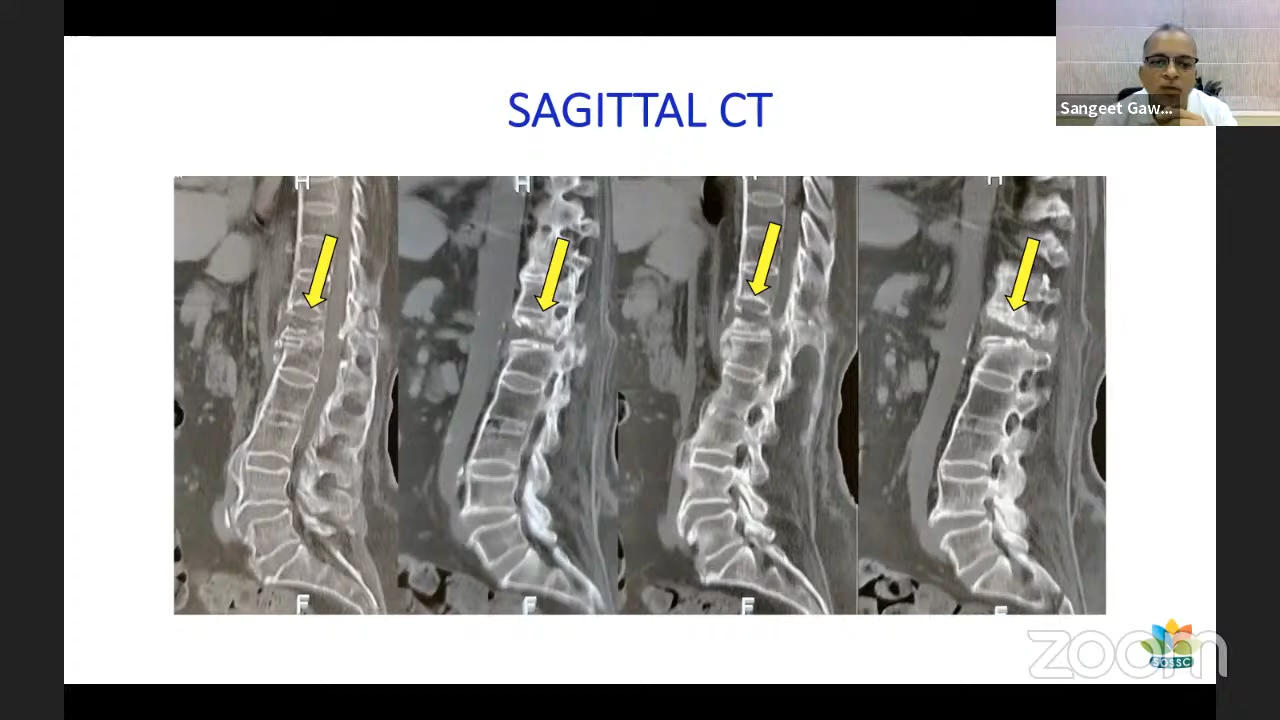 SAGITTAL CT
Sangeet Gaw...
H H H
F F F F
zoom
SOSSC